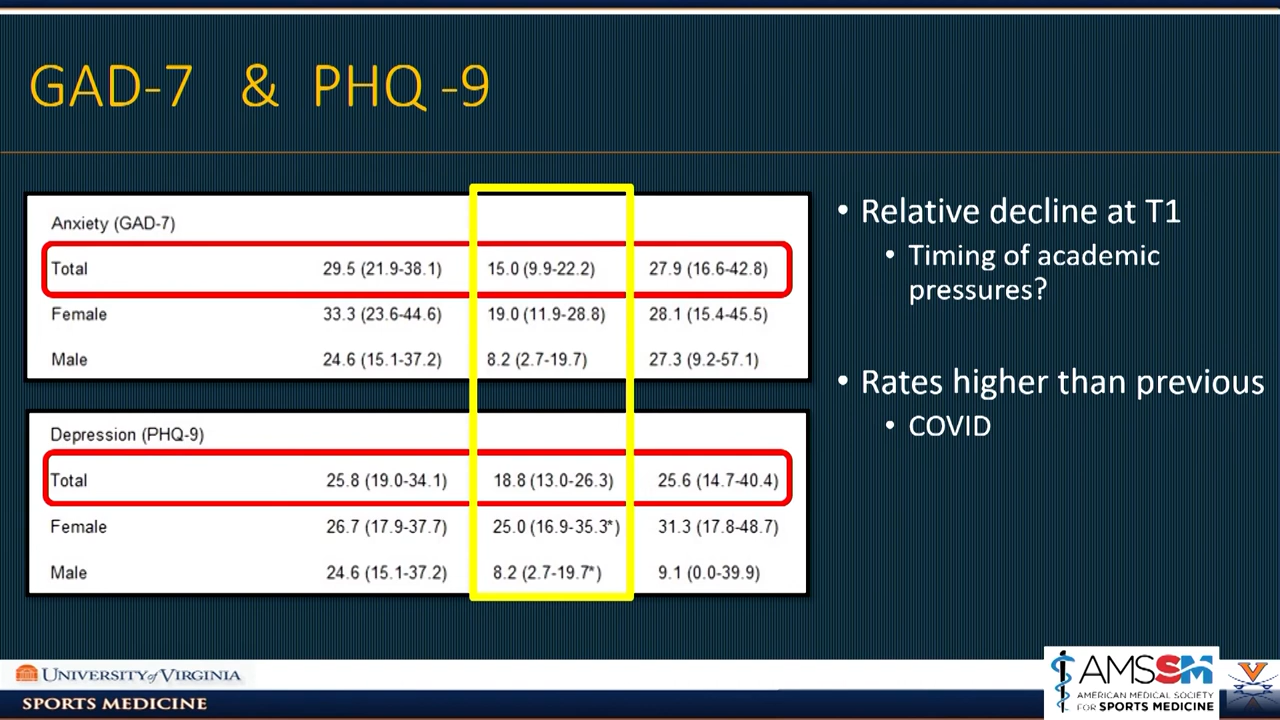 GAD-7 & PHQ -9
Anxiety (GAD-7)
Total 29.5 (21.9-38.1) 15.0 (9.9-22.2) 27.9 (16.6-42.8)
Female 33.3 (23.6-44.6) 19.0 (11.9-28.8) 28.1 (15.4-45.5)
Male 24.6 (15.1-37.2) 8.2 (2.7-19.7) 27.3 (9.2-57.1)
Depression (PHQ-9)
Total 25.8 (19.0-34.1) 18.8 (13.0-26.3) 25.6 (14.7-40.4)
Female 26.7 (17.9-37.7) 25.0 (16.9-35.3*) 31.3 (17.8-48.7)
Male 24.6 (15.1-37.2) 8.2 (2.7-19.7*) 9.1 (0.0-39.9)
• Relative decline at T1
• Timing of academic
pressures?
• Rates higher than previous
• COVID
UNIVERSITY of VIRGINIA
SPORTS MEDICINE
AMSSM
AMERICAN MEDICAL SOCIETY
FOR SPORTS MEDICINE
V